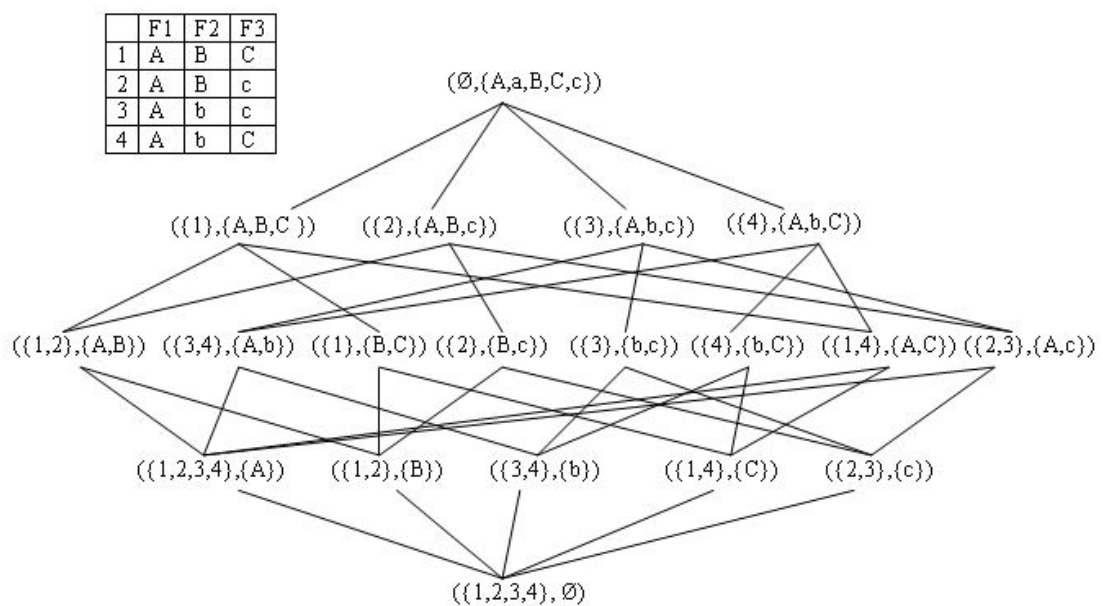 F1 F2 F3
1 A B C
2 A B c
3 A b c
4 A b C
(Ø,{A,a,B,C,c})
({1},{A,B,C }) ({2},{A,B,c}) ({3},{A,b,c}) ({4},{A,b,C})
({1,2},{A,B}) ({3,4},{A,b}) ({1},{B,C}) ({2},{B,c}) ({3},{b,c}) ({4},{b,C}) ({1,4},{A,C}) ({2,3},{A,c})
({1,2,3,4},{A}) ({1,2},{B}) ({3,4},{b}) ({1,4},{C}) ({2,3},{c})
({1,2,3,4}, Ø)